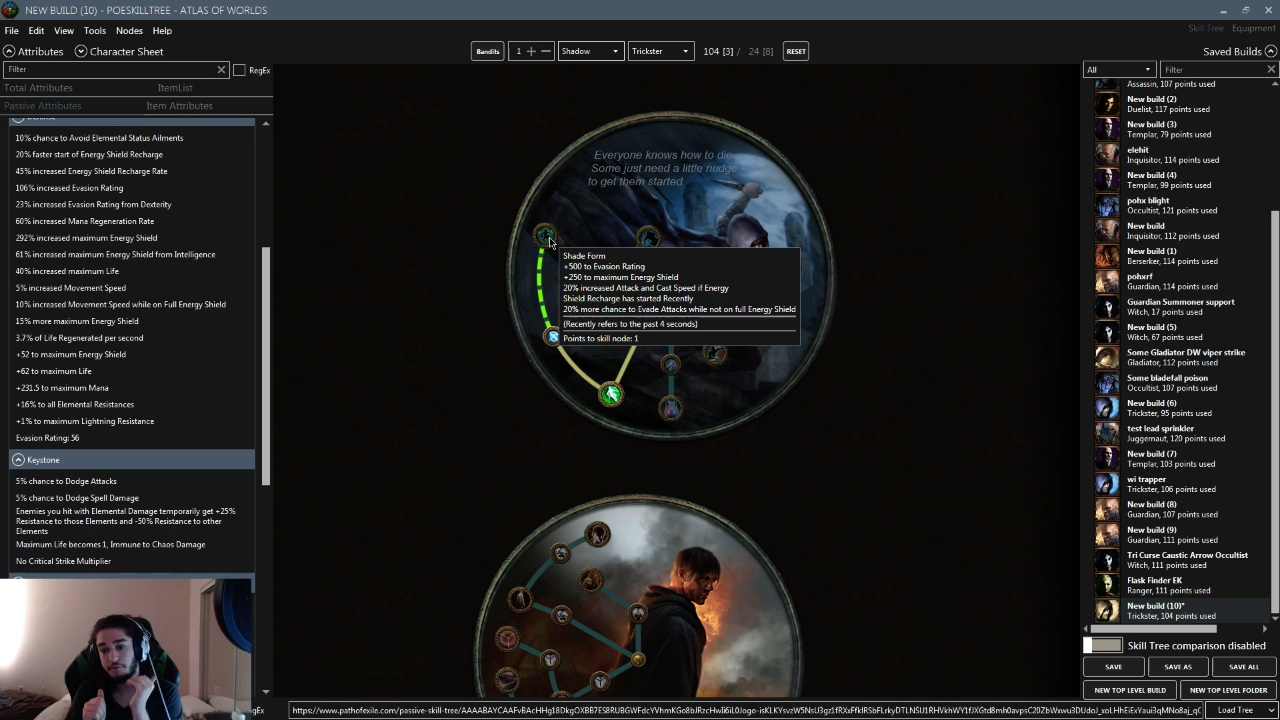 NEW BUILD (10) - POESKILLTREE - ATLAS OF WORLDS
File Edit View Tools Nodes Help
Skill Tree Equipment
Attributes Character Sheet
Bandits 1 Shadow Trickster 104 [3] / 24 [8] RESET
Saved Builds
Filter RegEx
All Filter
Total Attributes ItemList
Passive Attributes Item Attributes
10% chance to Avoid Elemental Status Ailments
20% faster start of Energy Shield Recharge
45% increased Energy Shield Recharge Rate
106% increased Evasion Rating
23% increased Evasion Rating from Dexterity
60% increased Mana Regeneration Rate
292% increased maximum Energy Shield
61% increased maximum Energy Shield from Intelligence
40% increased maximum Life
5% increased Movement Speed
10% increased Movement Speed while on Full Energy Shield
15% more maximum Energy Shield
3.7% of Life Regenerated per second
+52 to maximum Energy Shield
+62 to maximum Life
+231.5 to maximum Mana
+16% to all Elemental Resistances
+1% to maximum Lightning Resistance
Evasion Rating: 56
Keystone
5% chance to Dodge Attacks
5% chance to Dodge Spell Damage
Enemies you hit with Elemental Damage temporarily get +25%
Resistance to those Elements and -50% Resistance to other
Elements
Maximum Life becomes 1, Immune to Chaos Damage
No Critical Strike Multiplier
Everyone knows how to die.
Some just need a little nudge
to get them started
Shade Form
+500 to Evasion Rating
+250 to maximum Energy Shield
20% increased Attack and Cast Speed if Energy
Shield Recharge has started Recently
20% more chance to Evade Attacks while not on full Energy Shield
(Recently refers to the past 4 seconds)
Points to skill node: 1
Assassin, 107 points used
New build (2)
Duelist, 117 points used
New build (3)
Templar, 79 points used
elehit
Inquisitor, 114 points used
New build (4)
Templar, 99 points used
pohx blight
Occultist, 121 points used
New build
Inquisitor, 112 points used
New build (1)
Berserker, 114 points used
pohxrf
Guardian, 114 points used
Guardian Summoner support
Witch, 17 points used
New build (5)
Witch, 67 points used
Some Gladiator DW viper strike
Gladiator, 112 points used
Some bladefall poison
Occultist, 107 points used
New build (6)
Trickster, 95 points used
test lead sprinkler
Juggernaut, 120 points used
New build (7)
Templar, 103 points used
wi trapper
Trickster, 106 points used
New build (8)
Guardian, 107 points used
New build (9)
Guardian, 111 points used
Tri Curse Caustic Arrow Occultist
Witch, 111 points used
Flask Finder EK
Ranger, 111 points used
New build (10)*
Trickster, 104 points used
Skill Tree comparison disabled
SAVE SAVE AS SAVE ALL
NEW TOP LEVEL BUILD NEW TOP LEVEL FOLDER
Load Tree